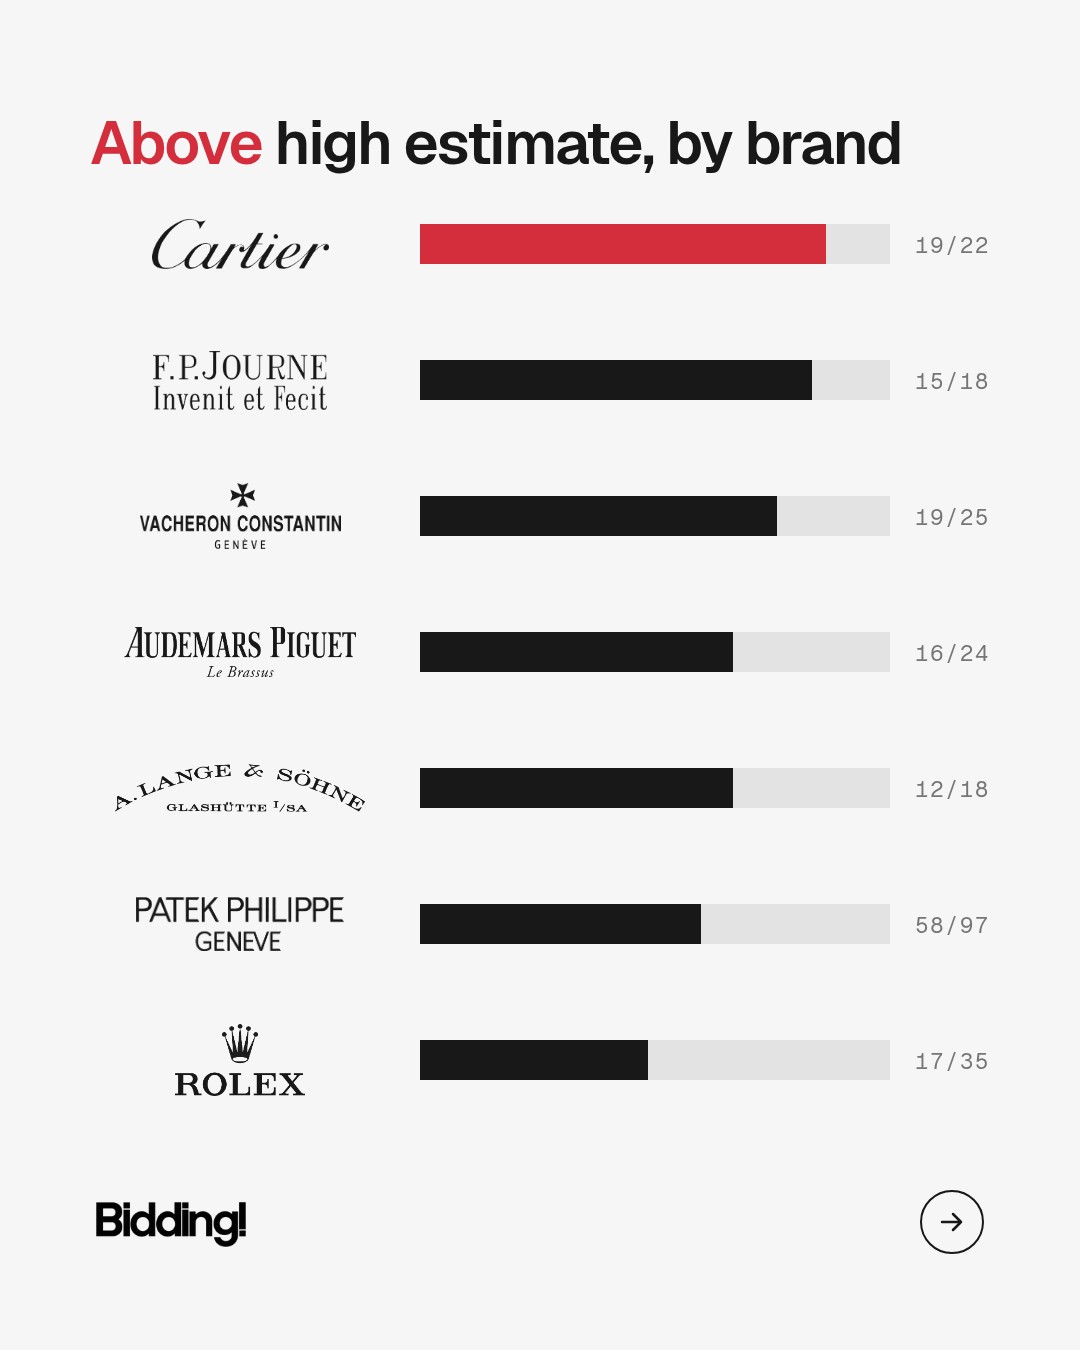 Above high estimate, by brand
Cartier
19/22
F.P.JOURNE
Invenit et Fecit
15/18
VACHERON CONSTANTIN
GENÈVE
19/25
AUDEMARS PIGUET
Le Brassus
16/24
A.LANGE & SÖHNE
GLASHÜTTE I/SA
12/18
PATEK PHILIPPE
GENEVE
58/97
ROLEX
17/35
Bidding!